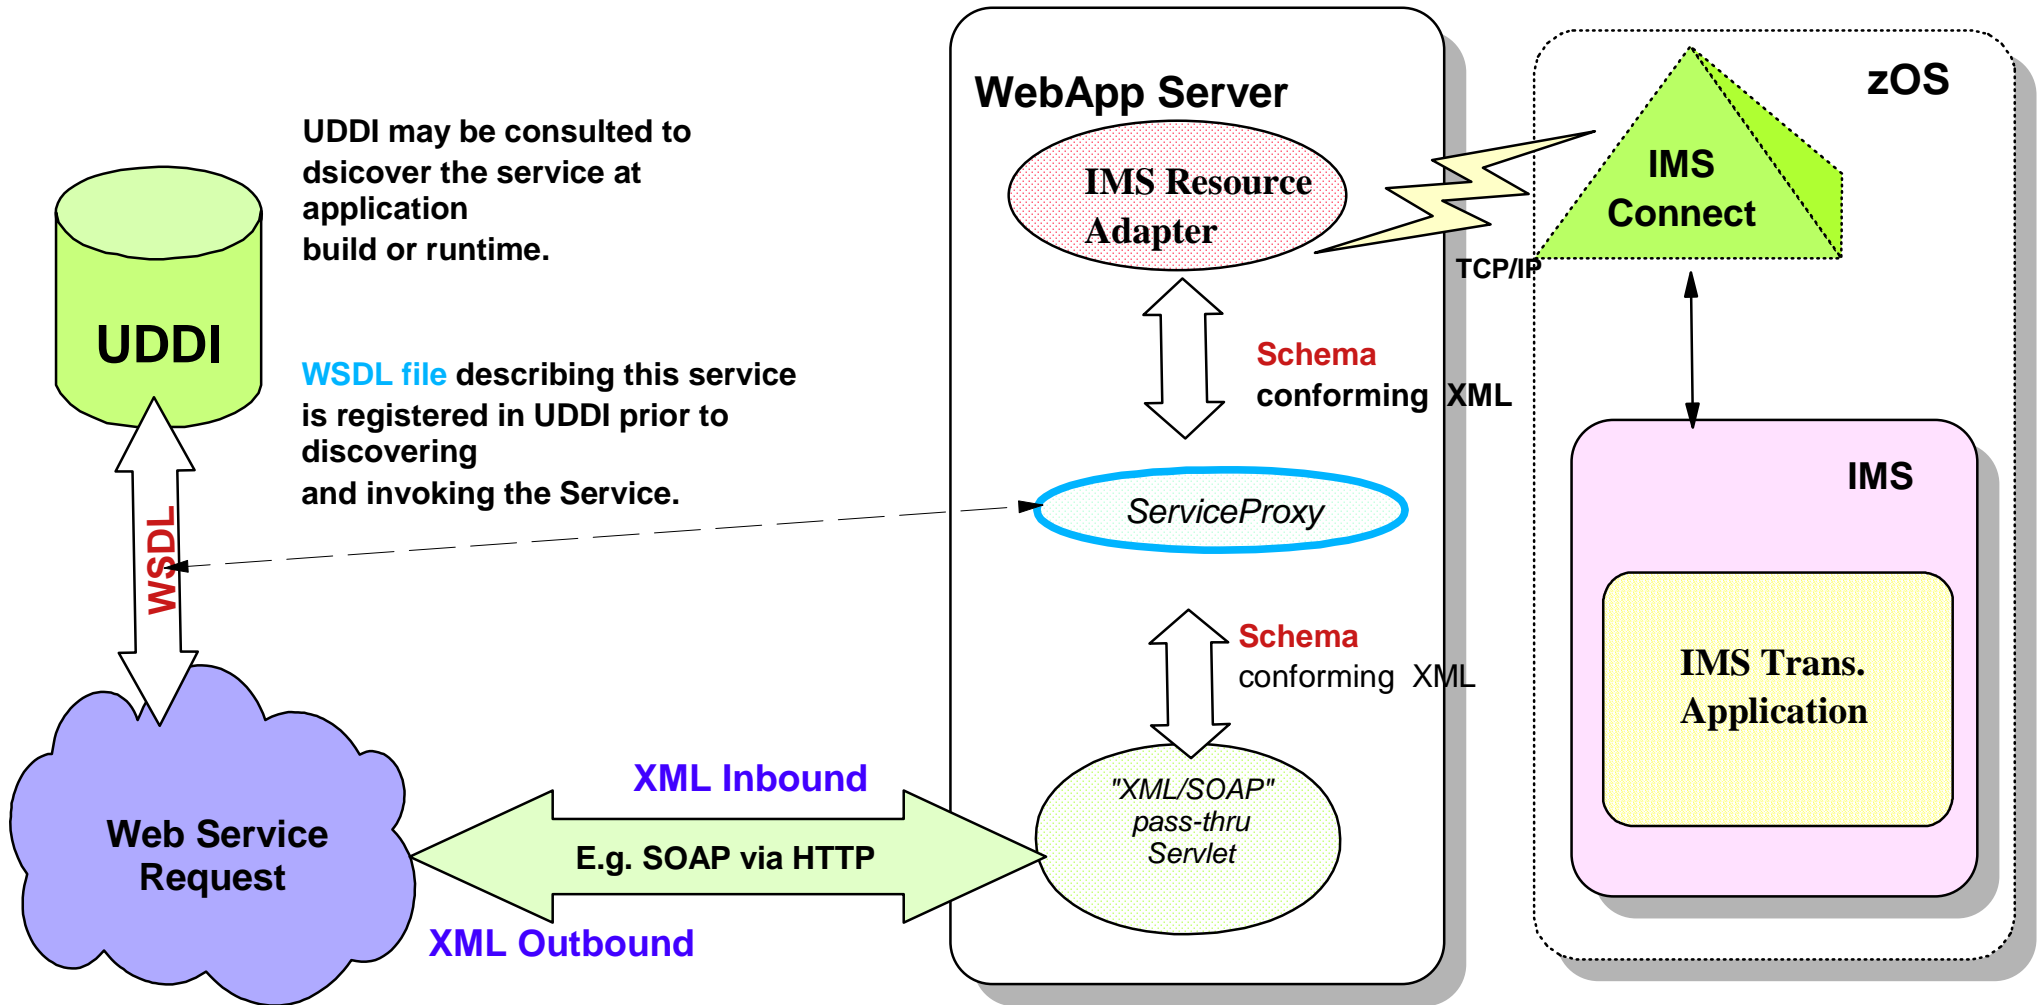 WebApp Server
zOS
UDDI may be consulted to
dsicover the service at
application
build or runtime.
IMS Resource
Adapter
IMS
Connect
TCP/IP
UDDI
WSDL file describing this service
is registered in UDDI prior to
discovering
and invoking the Service.
Schema
conforming XML
IMS
ServiceProxy
WSDL
Schema
conforming XML
IMS Trans.
Application
XML Inbound
"XML/SOAP"
pass-thru
Servlet
Web Service
Request
E.g. SOAP via HTTP
XML Outbound